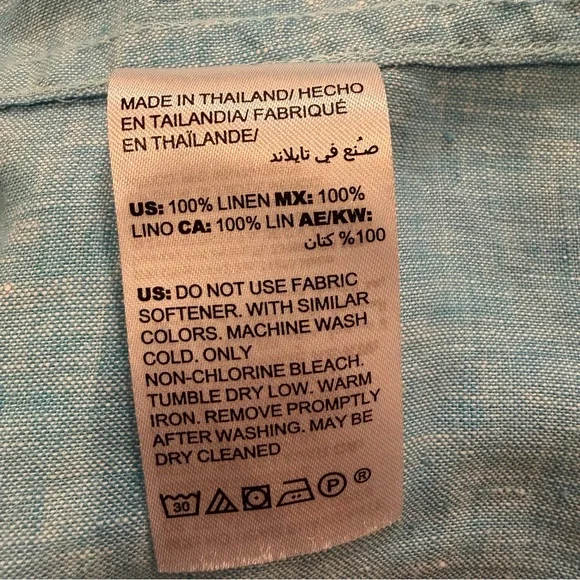 MADE IN THAILAND/ HECHO
EN TAILANDIA/ FABRIQUÉ
EN THAÏLANDE/
صُنع في تايلاند
US: 100% LINEN MX: 100%
LINO CA: 100% LIN AE/KW:
100% كتان
US: DO NOT USE FABRIC
SOFTENER. WITH SIMILAR
COLORS. MACHINE WASH
COLD. ONLY
NON-CHLORINE BLEACH.
TUMBLE DRY LOW. WARM
IRON. REMOVE PROMPTLY
AFTER WASHING. MAY BE
DRY CLEANED
30 P ®